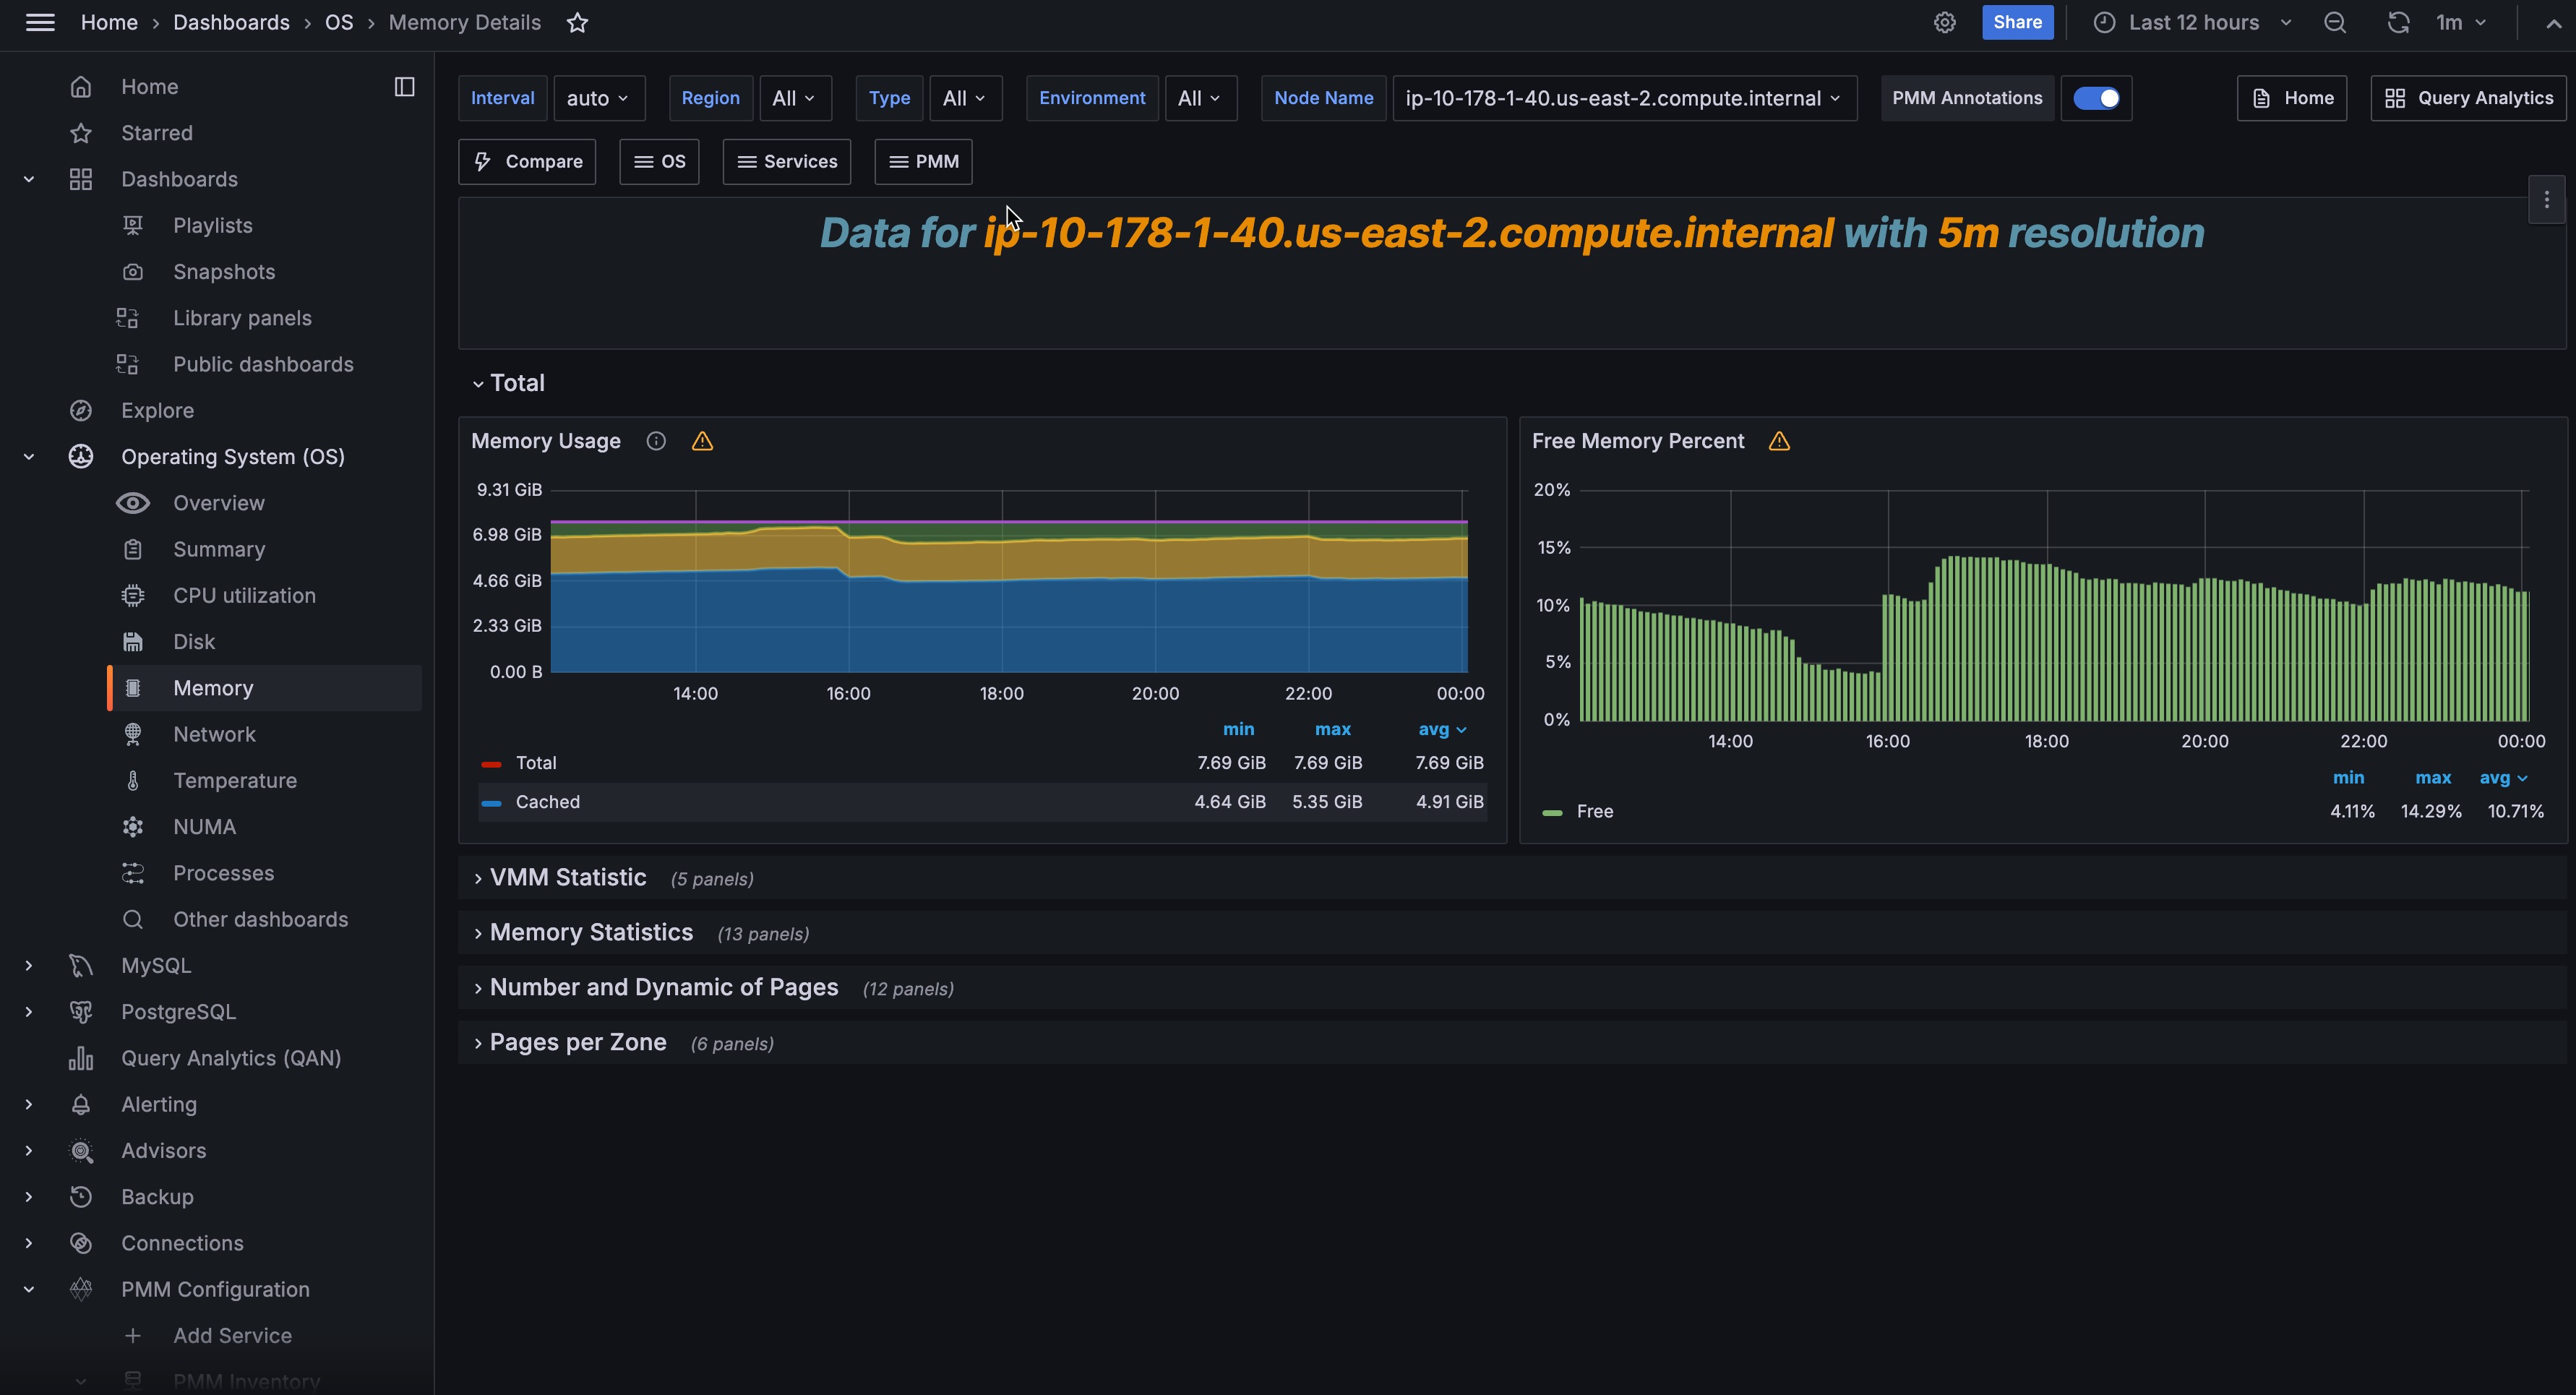 Home › Dashboards › OS › Memory Details
Share
Last 12 hours
1m
Home
Starred
Dashboards
Playlists
Snapshots
Library panels
Public dashboards
Explore
Operating System (OS)
Overview
Summary
CPU utilization
Disk
Memory
Network
Temperature
NUMA
Processes
Other dashboards
MySQL
PostgreSQL
Query Analytics (QAN)
Alerting
Advisors
Backup
Connections
PMM Configuration
Add Service
PMM Inventory
Interval auto Region All Type All Environment All Node Name ip-10-178-1-40.us-east-2.compute.internal PMM Annotations Home Query Analytics
Compare OS Services PMM
Data for ip-10-178-1-40.us-east-2.compute.internal with 5m resolution
Total
Memory Usage
9.31 GiB
6.98 GiB
4.66 GiB
2.33 GiB
0.00 B
14:00 16:00 18:00 20:00 22:00 00:00
min max avg
Total 7.69 GiB 7.69 GiB 7.69 GiB
Cached 4.64 GiB 5.35 GiB 4.91 GiB
Free Memory Percent
20%
15%
10%
5%
0%
14:00 16:00 18:00 20:00 22:00 00:00
min max avg
Free 4.11% 14.29% 10.71%
VMM Statistic (5 panels)
Memory Statistics (13 panels)
Number and Dynamic of Pages (12 panels)
Pages per Zone (6 panels)